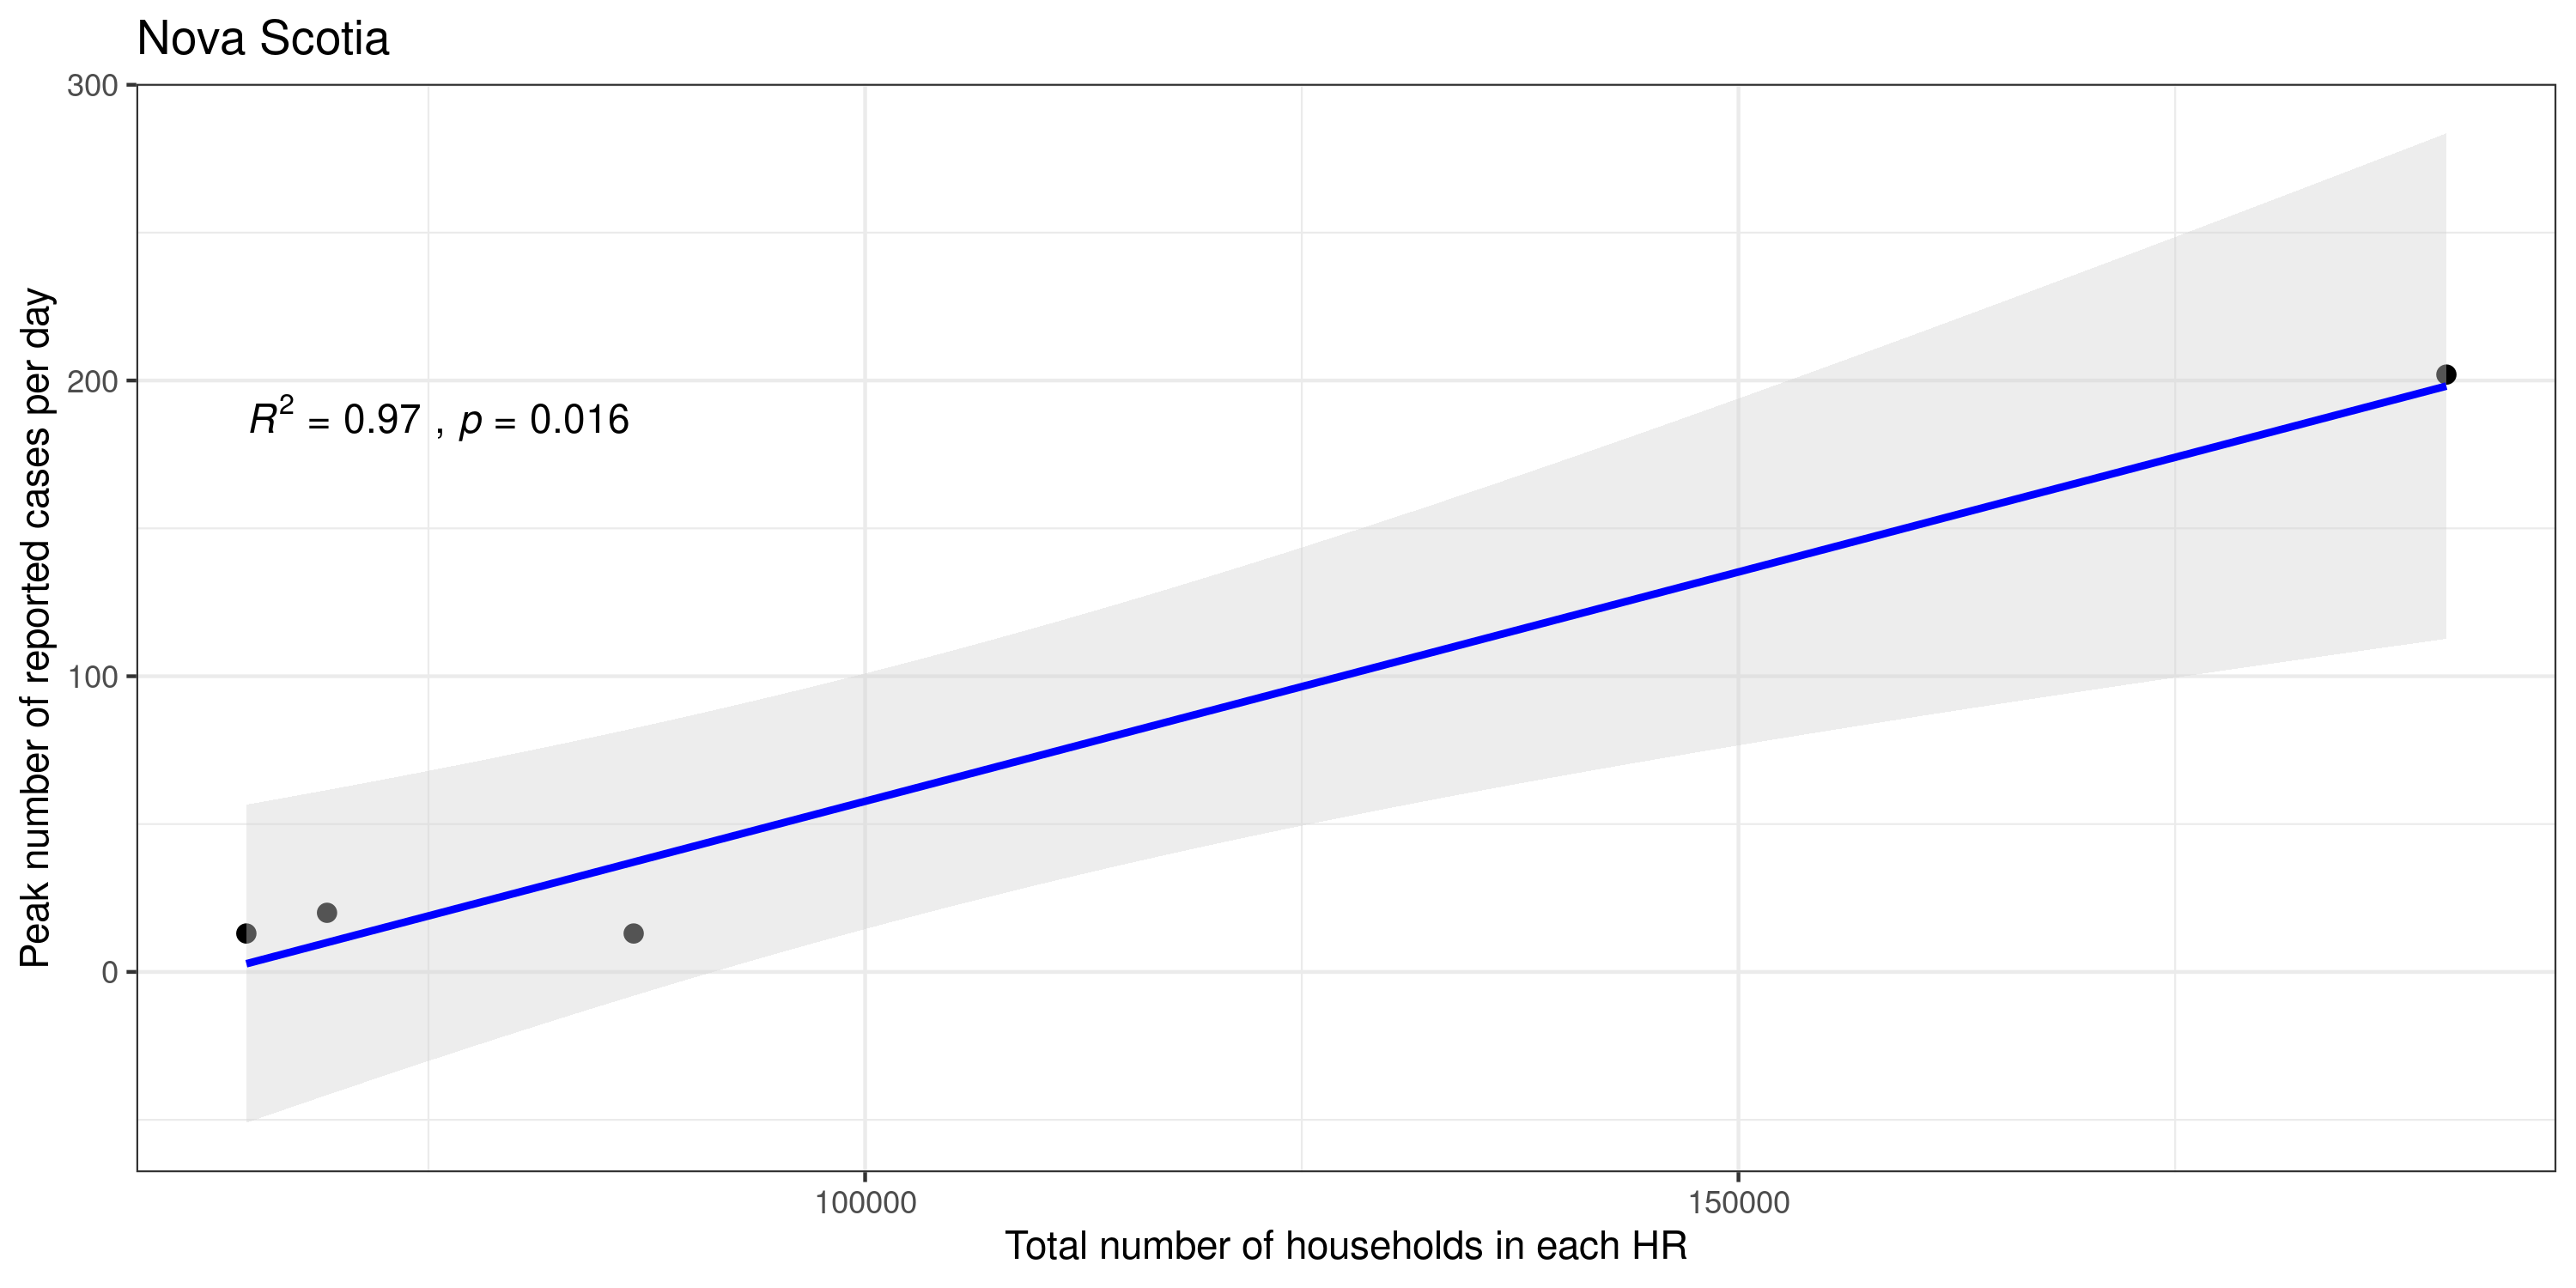 Nova Scotia
Peak number of reported cases per day
300
200
100
0
R² = 0.97 , p = 0.016
100000 150000
Total number of households in each HR